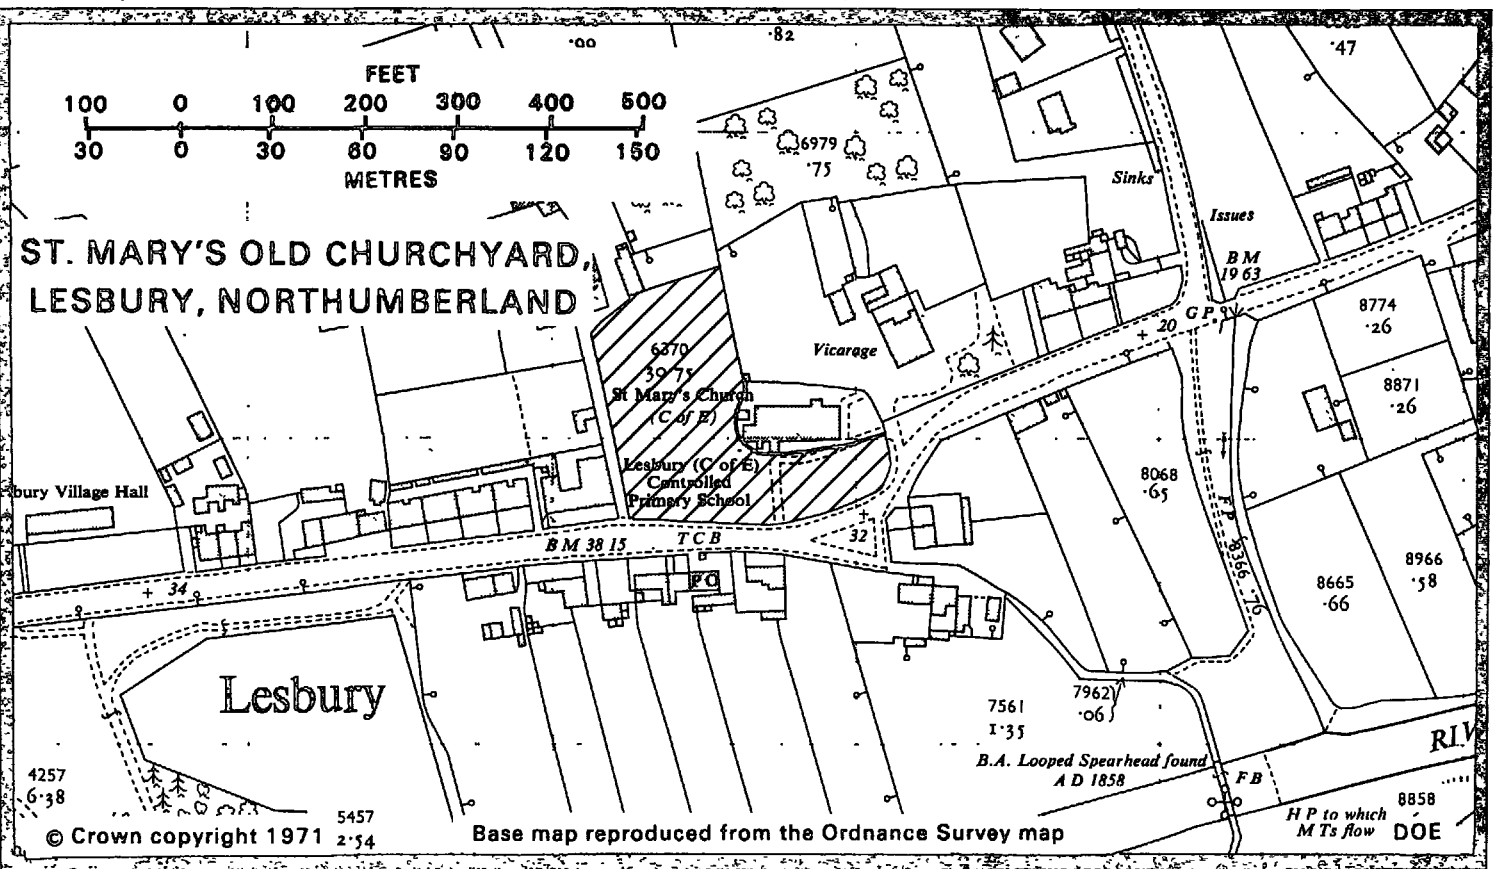 ·82
·47
FEET
100 0 100 200 300 400 500
30 0 30 60 90 120 150
METRES
6979
·75
Sinks
Issues
ST. MARY'S OLD CHURCHYARD,
LESBURY, NORTHUMBERLAND
B M
19 63
8774
·26
20
G P
6370
39 75
Vicarage
St Mary's Church
(C of E)
8871
·26
Lesbury (C of E)
Controlled
Primary School
8068
·65
bury Village Hall
F P
B M 38 15
T C B
32
8966
·58
8366
·76
8665
·66
34
P O
Lesbury
7962
·06
7561
1·35
RIV
B.A. Looped Spearhead found
A D 1858
4257
6·38
F B
5457
2·54
8858
H P to which
M Ts flow
DOE
© Crown copyright 1971
Base map reproduced from the Ordnance Survey map